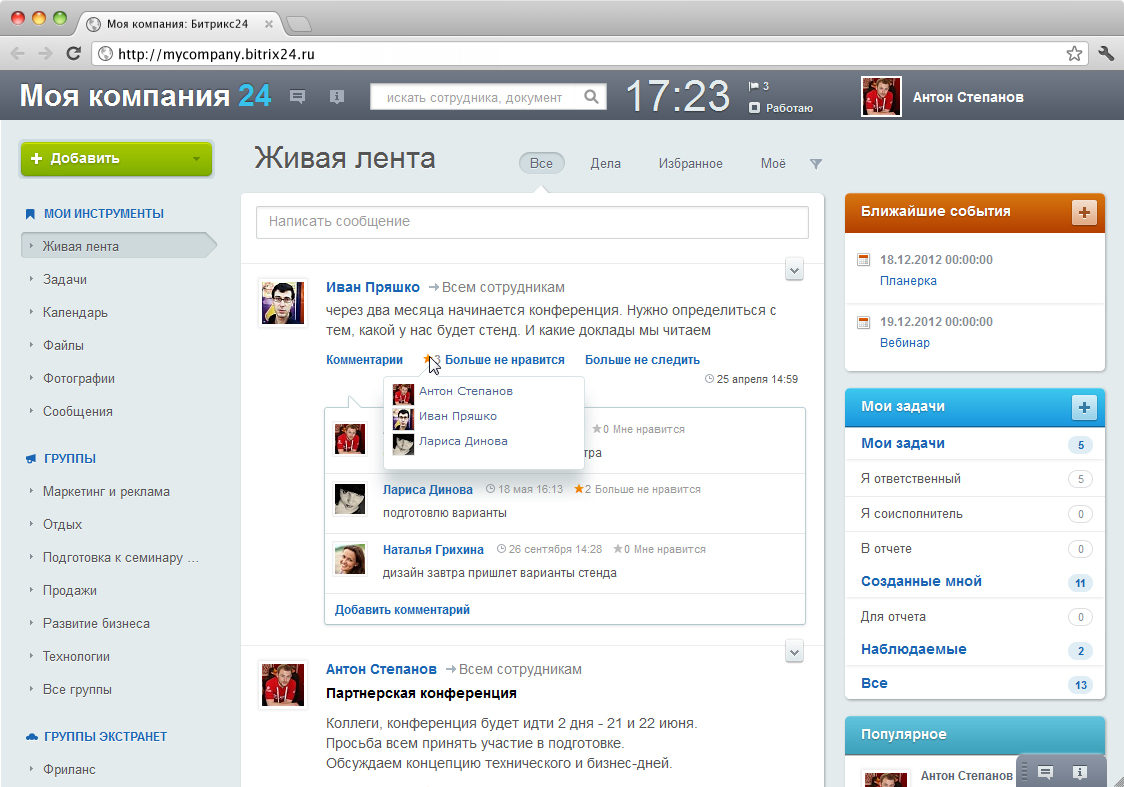 Моя компания: Битрикс24
http://mycompany.bitrix24.ru
Моя компания 24
искать сотрудника, документ
17:23
3
Работаю
Антон Степанов
Добавить
МОИ ИНСТРУМЕНТЫ
Живая лента
Задачи
Календарь
Файлы
Фотографии
Сообщения
ГРУППЫ
Маркетинг и реклама
Отдых
Подготовка к семинару ...
Продажи
Развитие бизнеса
Технологии
Все группы
ГРУППЫ ЭКСТРАНЕТ
Фриланс
Живая лента
Все Дела Избранное Моё
Написать сообщение
Иван Пряшко Всем сотрудникам
через два месяца начинается конференция. Нужно определиться с
тем, какой у нас будет стенд. И какие доклады мы читаем
Комментарии 3 Больше не нравится Больше не следить
25 апреля 14:59
Антон Степанов
Иван Пряшко
Лариса Динова
0 Мне нравится
тра
Лариса Динова 18 мая 16:13 2 Больше не нравится
подготовлю варианты
Наталья Грихина 26 сентября 14:28 0 Мне нравится
дизайн завтра пришлет варианты стенда
Добавить комментарий
Антон Степанов Всем сотрудникам
Партнерская конференция
Коллеги, конференция будет идти 2 дня - 21 и 22 июня.
Просьба всем принять участие в подготовке.
Обсуждаем концепцию технического и бизнес-дней.
Ближайшие события
18.12.2012 00:00:00
Планерка
19.12.2012 00:00:00
Вебинар
Мои задачи
Мои задачи 5
Я ответственный 5
Я соисполнитель 0
В отчете 0
Созданные мной 11
Для отчета 0
Наблюдаемые 2
Все 13
Популярное
Антон Степанов